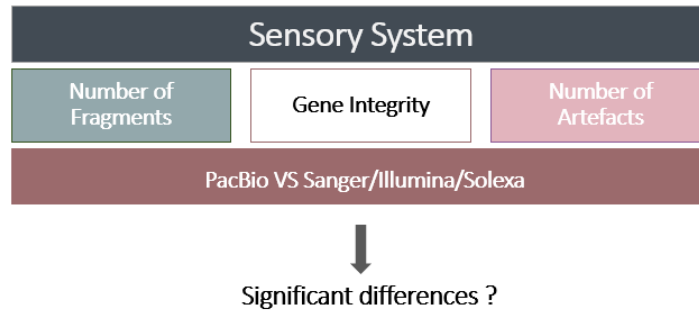 Sensory System
Number of
Fragments
Gene Integrity
Number of
Artefacts
PacBio VS Sanger/Illumina/Solexa
Significant differences ?